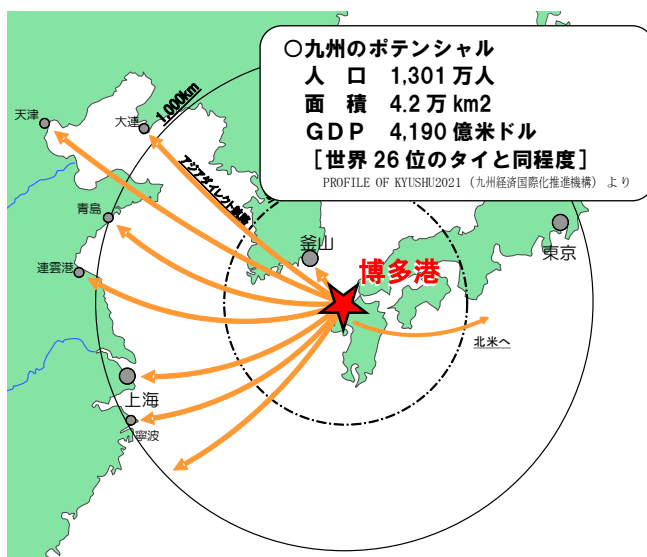 ○九州のポテンシャル
人　口　1,301 万人
面　積　4.2 万 km2
ＧＤＰ　4,190 億米ドル
［世界 26 位のタイと同程度］
PROFILE OF KYUSHU2021（九州経済国際化推進機構）より
1,000km
天津
大連
アジアダイレクト
青島
釜山
東京
連雲港
博多港
北米へ
上海
寧波